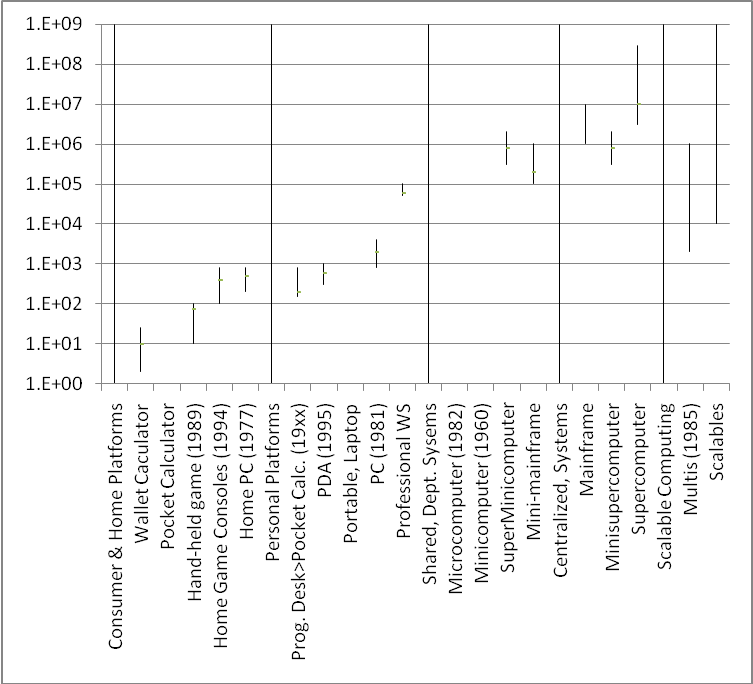 1.E+09
1.E+08
1.E+07
1.E+06
1.E+05
1.E+04
1.E+03
1.E+02
1.E+01
1.E+00
Consumer & Home Platforms
Wallet Caculator
Pocket Calculator
Hand-held game (1989)
Home Game Consoles (1994)
Home PC (1977)
Personal Platforms
Prog. Desk>Pocket Calc. (19xx)
PDA (1995)
Portable, Laptop
PC (1981)
Professional WS
Shared, Dept. Sysems
Microcomputer (1982)
Minicomputer (1960)
SuperMinicomputer
Mini-mainframe
Centralized, Systems
Mainframe
Minisupercomputer
Supercomputer
Scalable Computing
Multis (1985)
Scalables